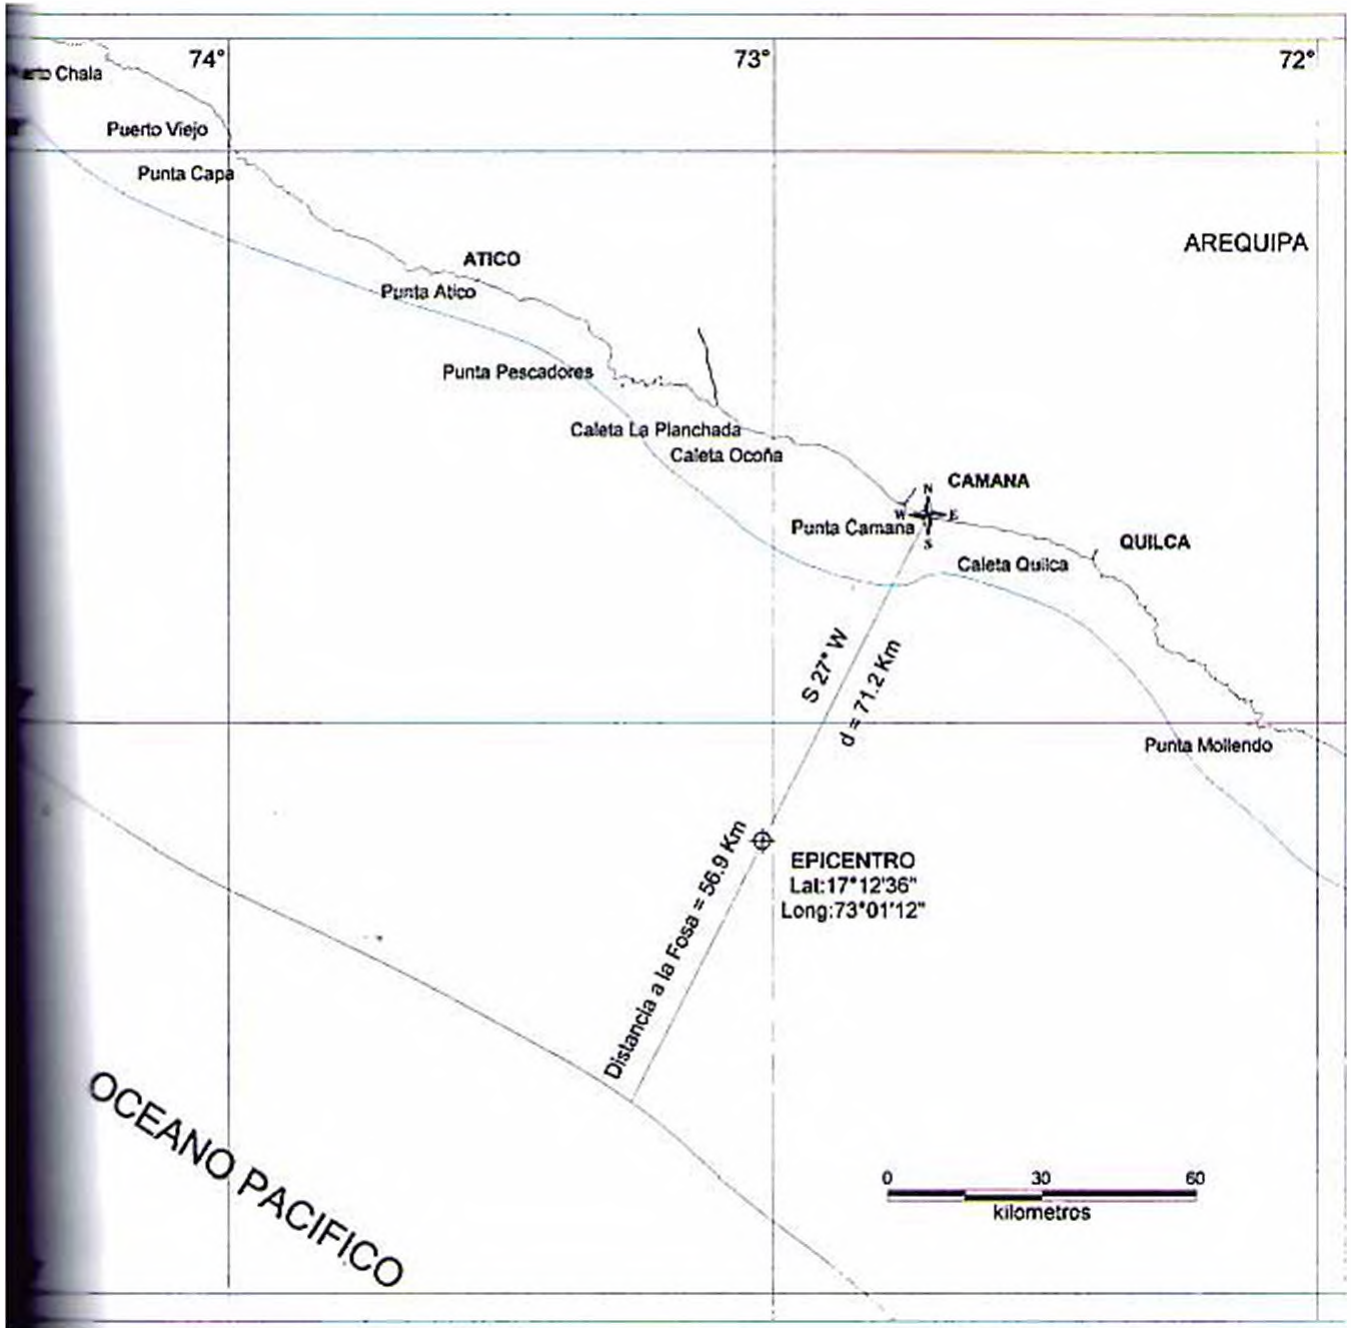 74°
73°
72°
Chala
Puerto Viejo
Punta Capa
AREQUIPA
ATICO
Punta Atico
Punta Pescadores
Caleta La Planchada
Caleta Ocoña
CAMANA
N
W E
S
Punta Camana
QUILCA
Caleta Quilca
S 27° W
d = 71.2 Km
Punta Mollendo
Distancia a la Fosa = 56.9 Km
EPICENTRO
Lat:17°12'36"
Long:73°01'12"
OCEANO PACIFICO
0 30 60
kilometros